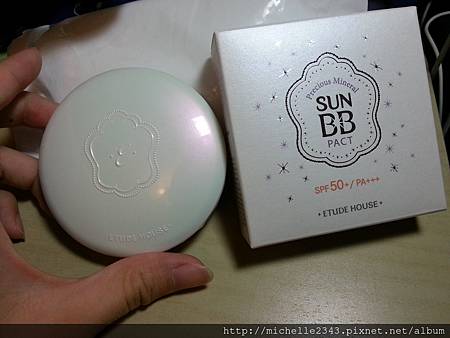 Precious Mineral
SUN
BB
PACT
SPF50+/PA+++
• ETUDE HOUSE •
ETUDE HOUSE
http://michelle2343.pixnet.net/album